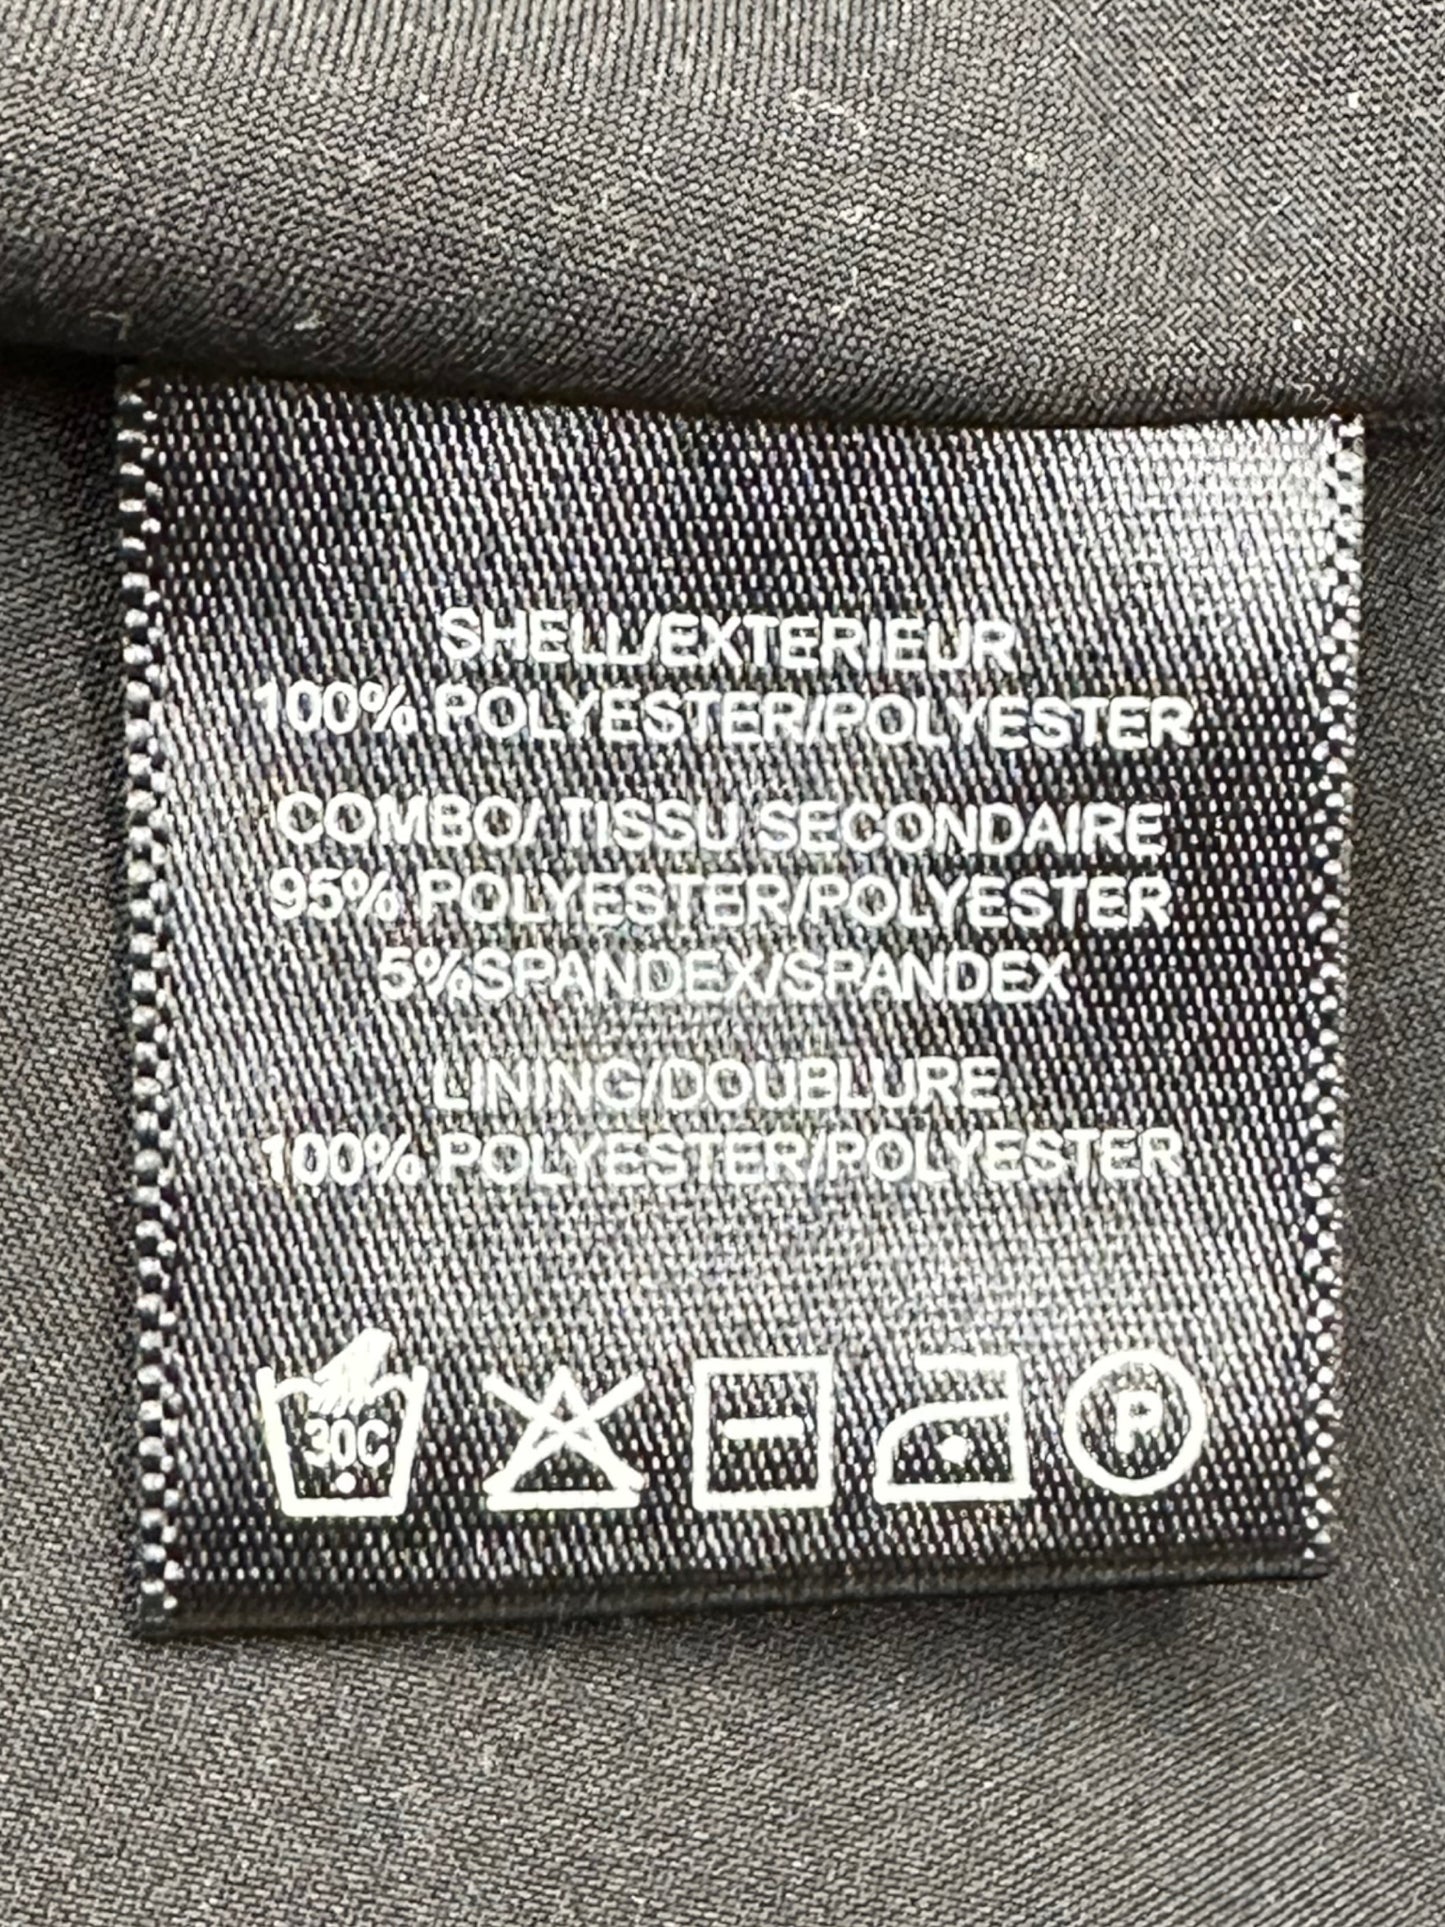 SHELL/EXTERIEUR
100% POLYESTER/POLYESTER
COMBO/ TISSU SECONDAIRE
95% POLYESTER/POLYESTER
5%SPANDEX/SPANDEX
LINING/DOUBLURE
100% POLYESTER/POLYESTER
30C P